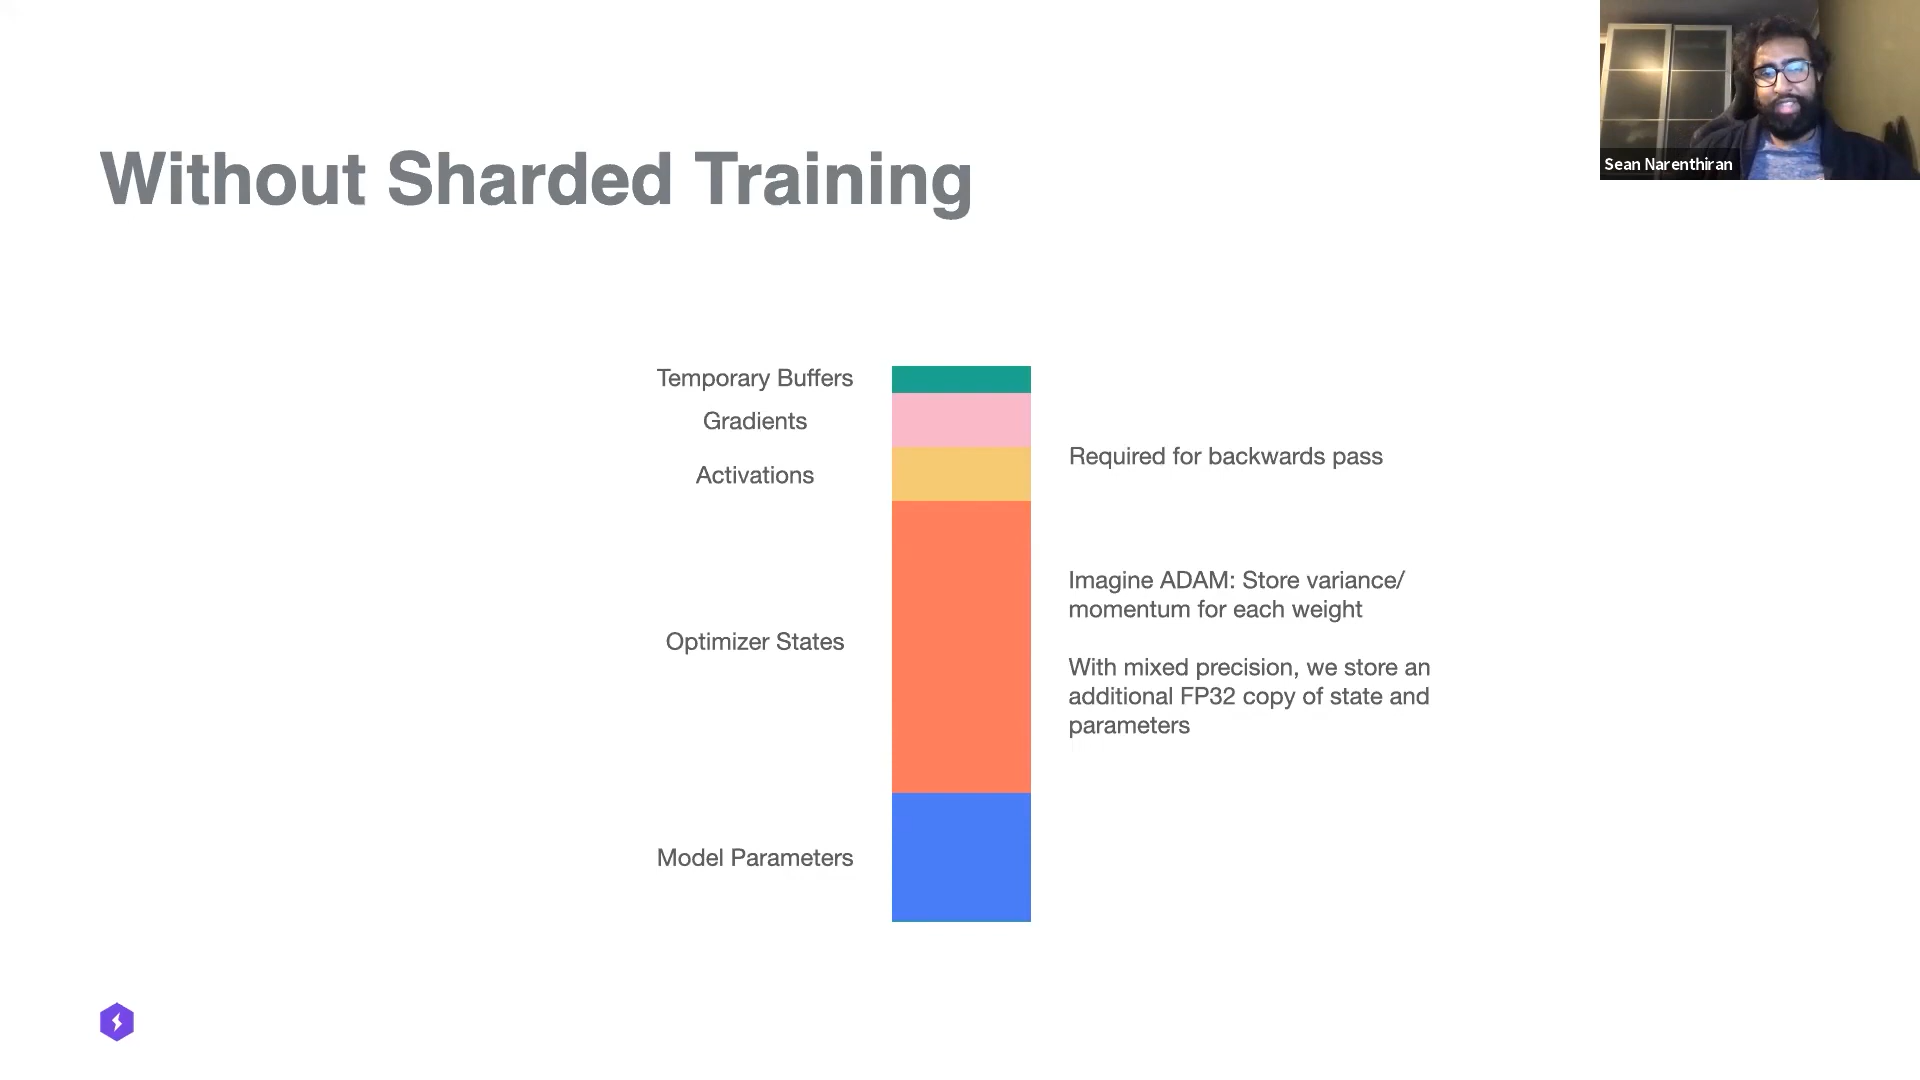 Sean Narenthiran
Without Sharded Training
Temporary Buffers
Gradients
Activations
Required for backwards pass
Optimizer States
Imagine ADAM: Store variance/
momentum for each weight
With mixed precision, we store an
additional FP32 copy of state and
parameters
Model Parameters